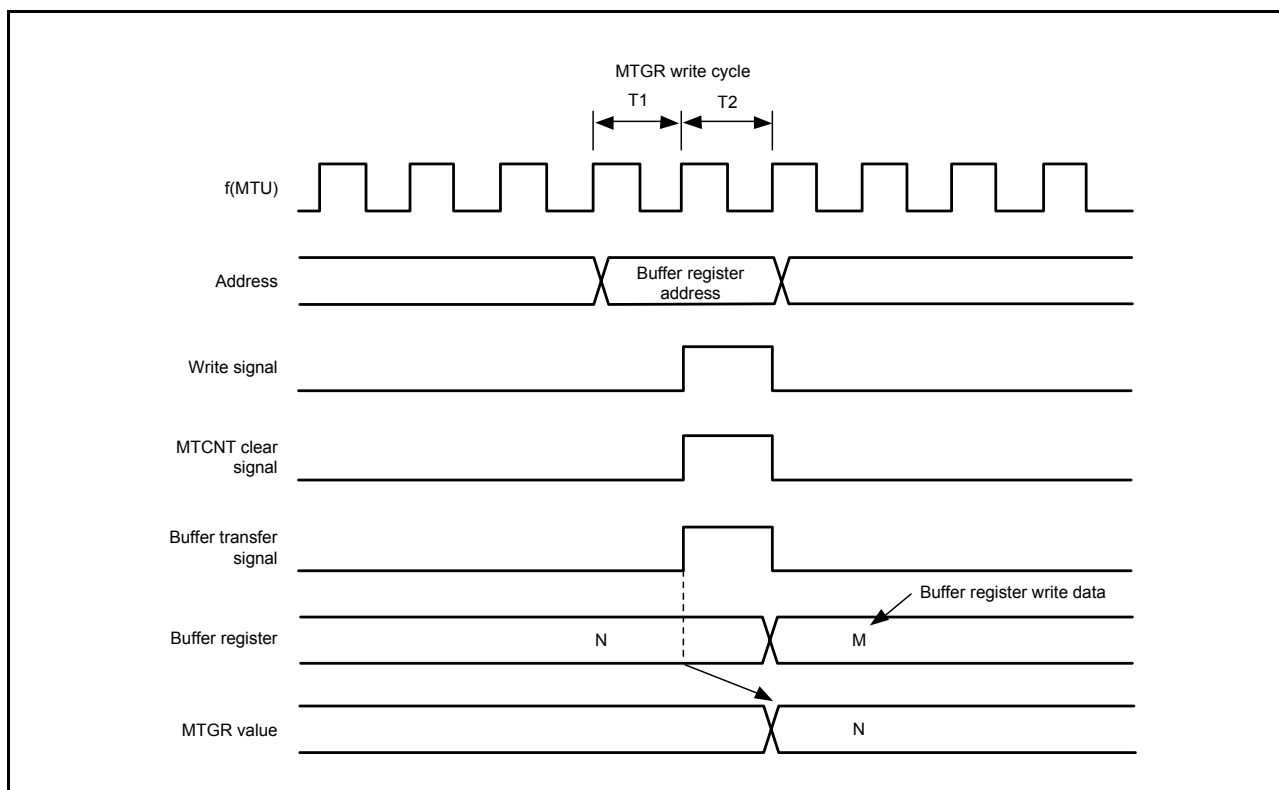 MTGR write cycle
T1 T2
f(MTU)
Address
Buffer register
address
Write signal
MTCNT clear
signal
Buffer transfer
signal
Buffer register write data
Buffer register
N M
MTGR value
N